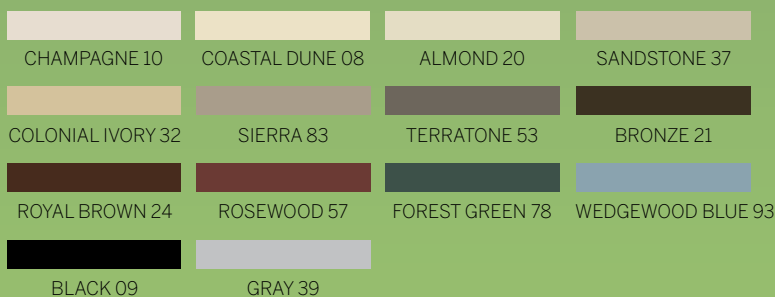 CHAMPAGNE 10 COASTAL DUNE 08 ALMOND 20 SANDSTONE 37
COLONIAL IVORY 32 SIERRA 83 TERRATONE 53 BRONZE 21
ROYAL BROWN 24 ROSEWOOD 57 FOREST GREEN 78 WEDGEWOOD BLUE 93
BLACK 09 GRAY 39